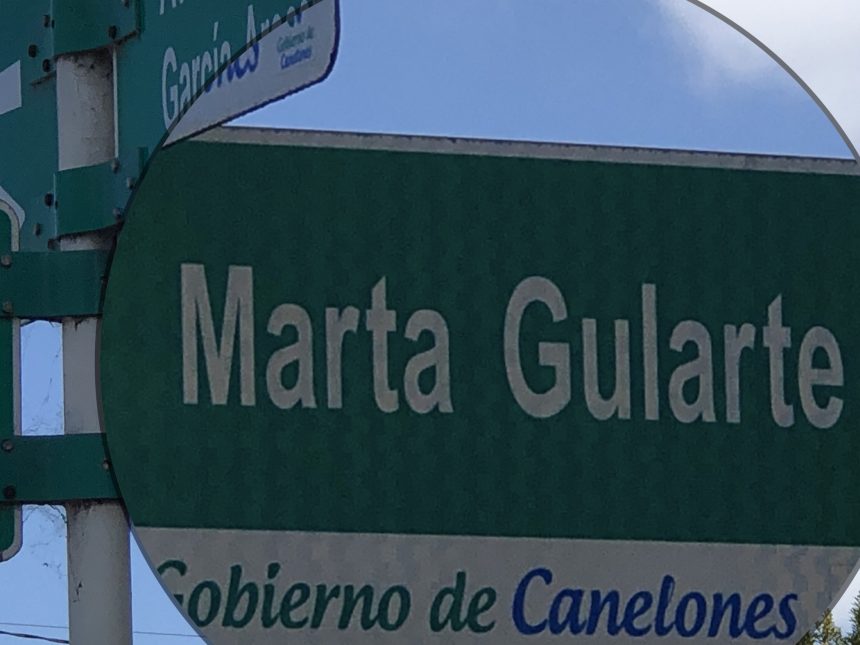 García
Gobierno de
Canelones
Marta Gularte
Gobierno de Canelones